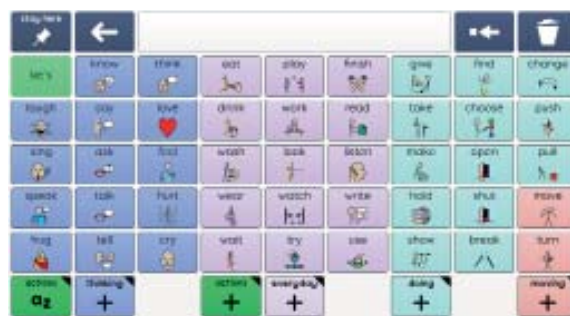 stay here
let's know think eat play finish give find change
laugh say love drink work read take choose push
sing ask feel wash look listen make open pull
speak talk hurt wear watch write hold shut move
hug tell cry wait try use show break turn
actions thinking actions everyday doing moving
az + + + + +